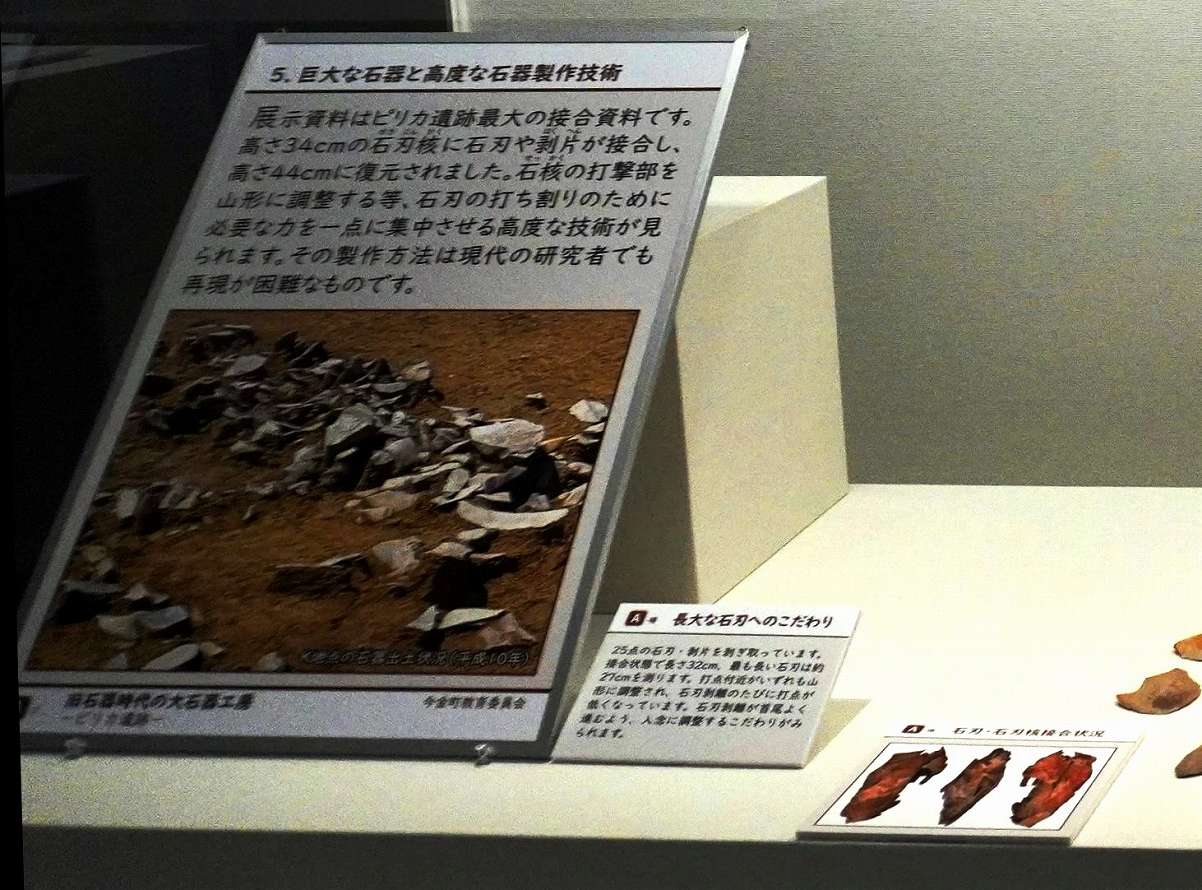 5. 巨大な石器と高度な石器製作技術
展示資料はピリカ遺跡最大の接合資料です。
高さ34cmの石刃核に石刃や剥片が接合し、
高さ44cmに復元されました。石核の打撃部を
山形に調整する等、石刃の打ち割りのために
必要な力を一点に集中させる高度な技術が見
られます。その製作方法は現代の研究者でも
再現が困難なものです。
地点の石器出土状況(平成10年)
旧石器時代の大石器工房
－ピリカ遺跡－
今金町教育委員会
A 長大な石刃へのこだわり
25点の石刃・剥片を剥ぎ取っています。
接合状態で長さ32cm、最も長い石刃は約
27cmを測ります。打点付近がいずれも山
形に調整され、石刃剥離のたびに打点が
低くなっています。石刃剥離が首尾よく
進むよう、入念に調整するこだわりがみ
られます。
A 石刃・石刃核接合状況